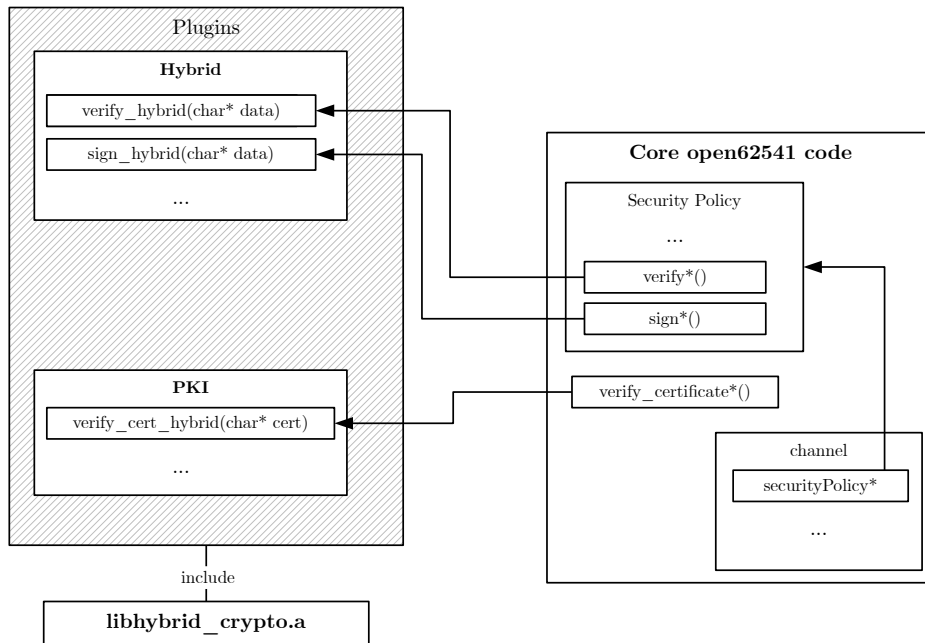 Plugins
Hybrid
verify_hybrid(char* data)
sign_hybrid(char* data)
...
PKI
verify_cert_hybrid(char* cert)
...
include
libhybrid_crypto.a
Core open62541 code
Security Policy
...
verify*()
sign*()
verify_certificate*()
channel
securityPolicy*
...